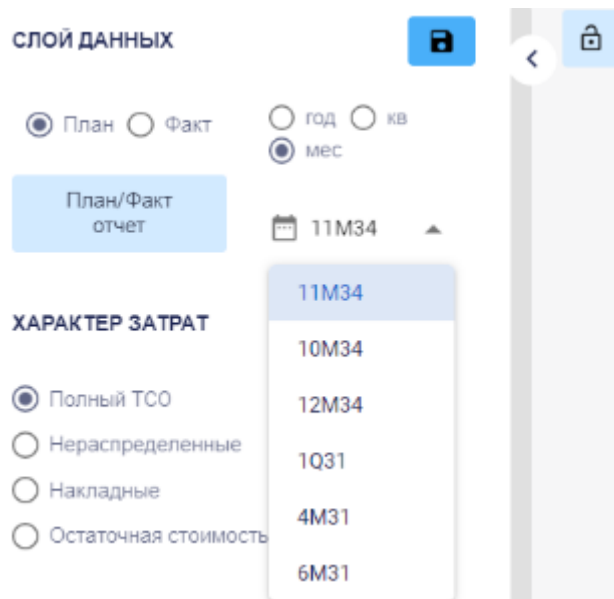 СЛОЙ ДАННЫХ
План Факт
год кв
мес
План/Факт
отчет
11M34
ХАРАКТЕР ЗАТРАТ
Полный TCO
Нераспределенные
Накладные
Остаточная стоимость
11M34
10M34
12M34
1Q31
4M31
6M31